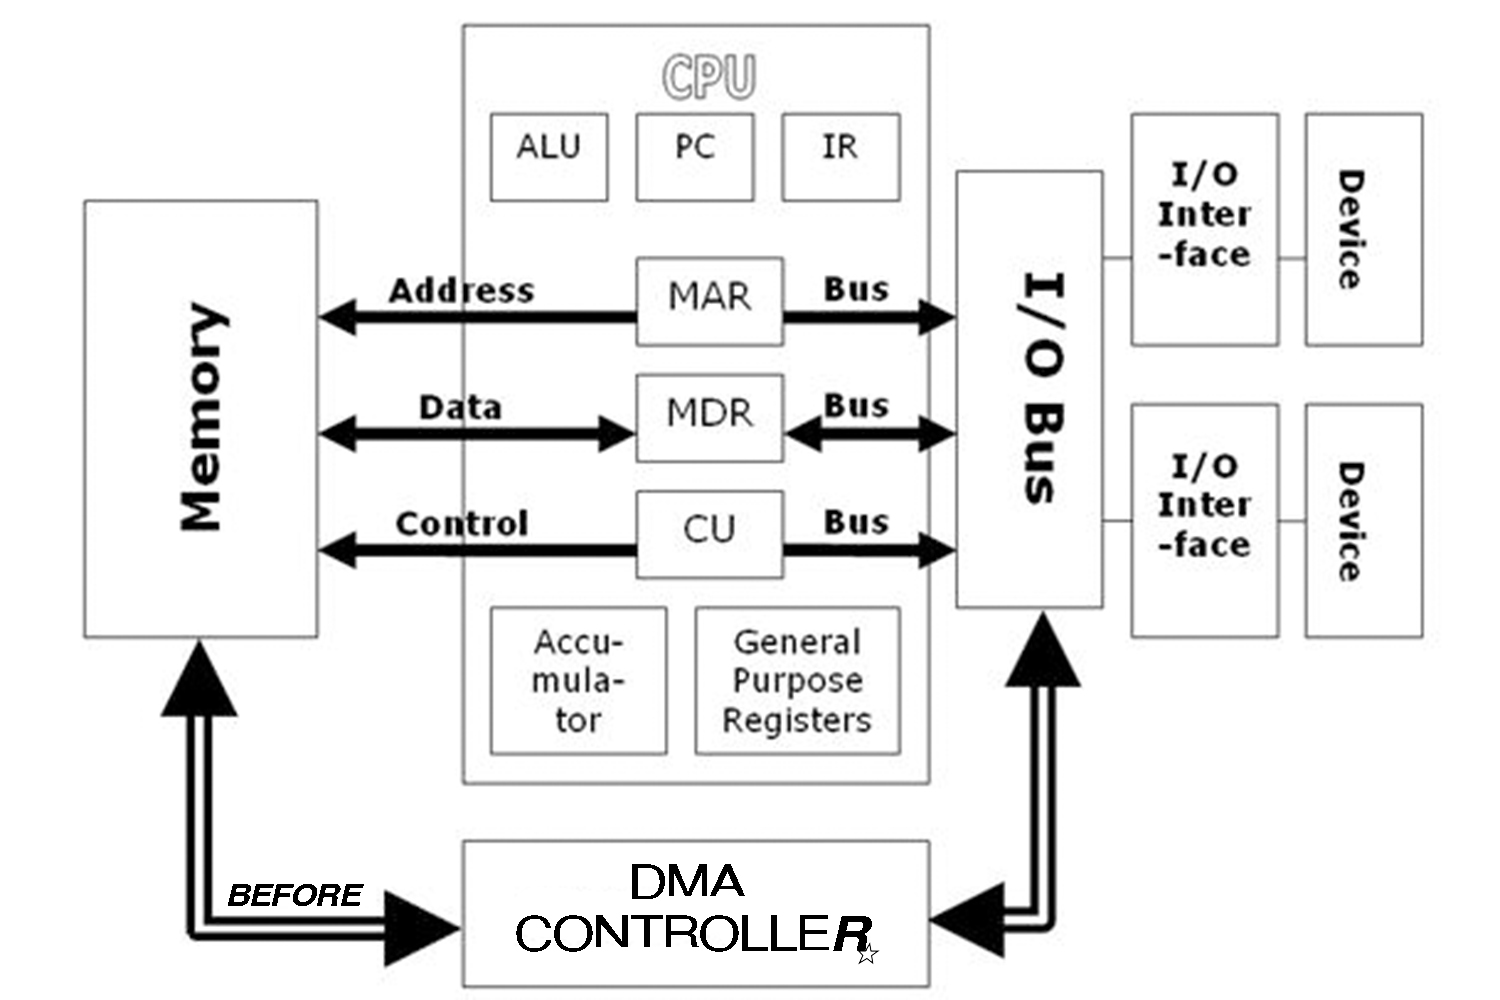 CPU
ALU
PC
IR
Memory
Address
MAR
Bus
Data
MDR
Bus
Control
CU
Bus
Accu-
mula-
tor
General
Purpose
Registers
I/O Bus
I/O
Inter
-face
Device
I/O
Inter
-face
Device
BEFORE
DMA
CONTROLLER